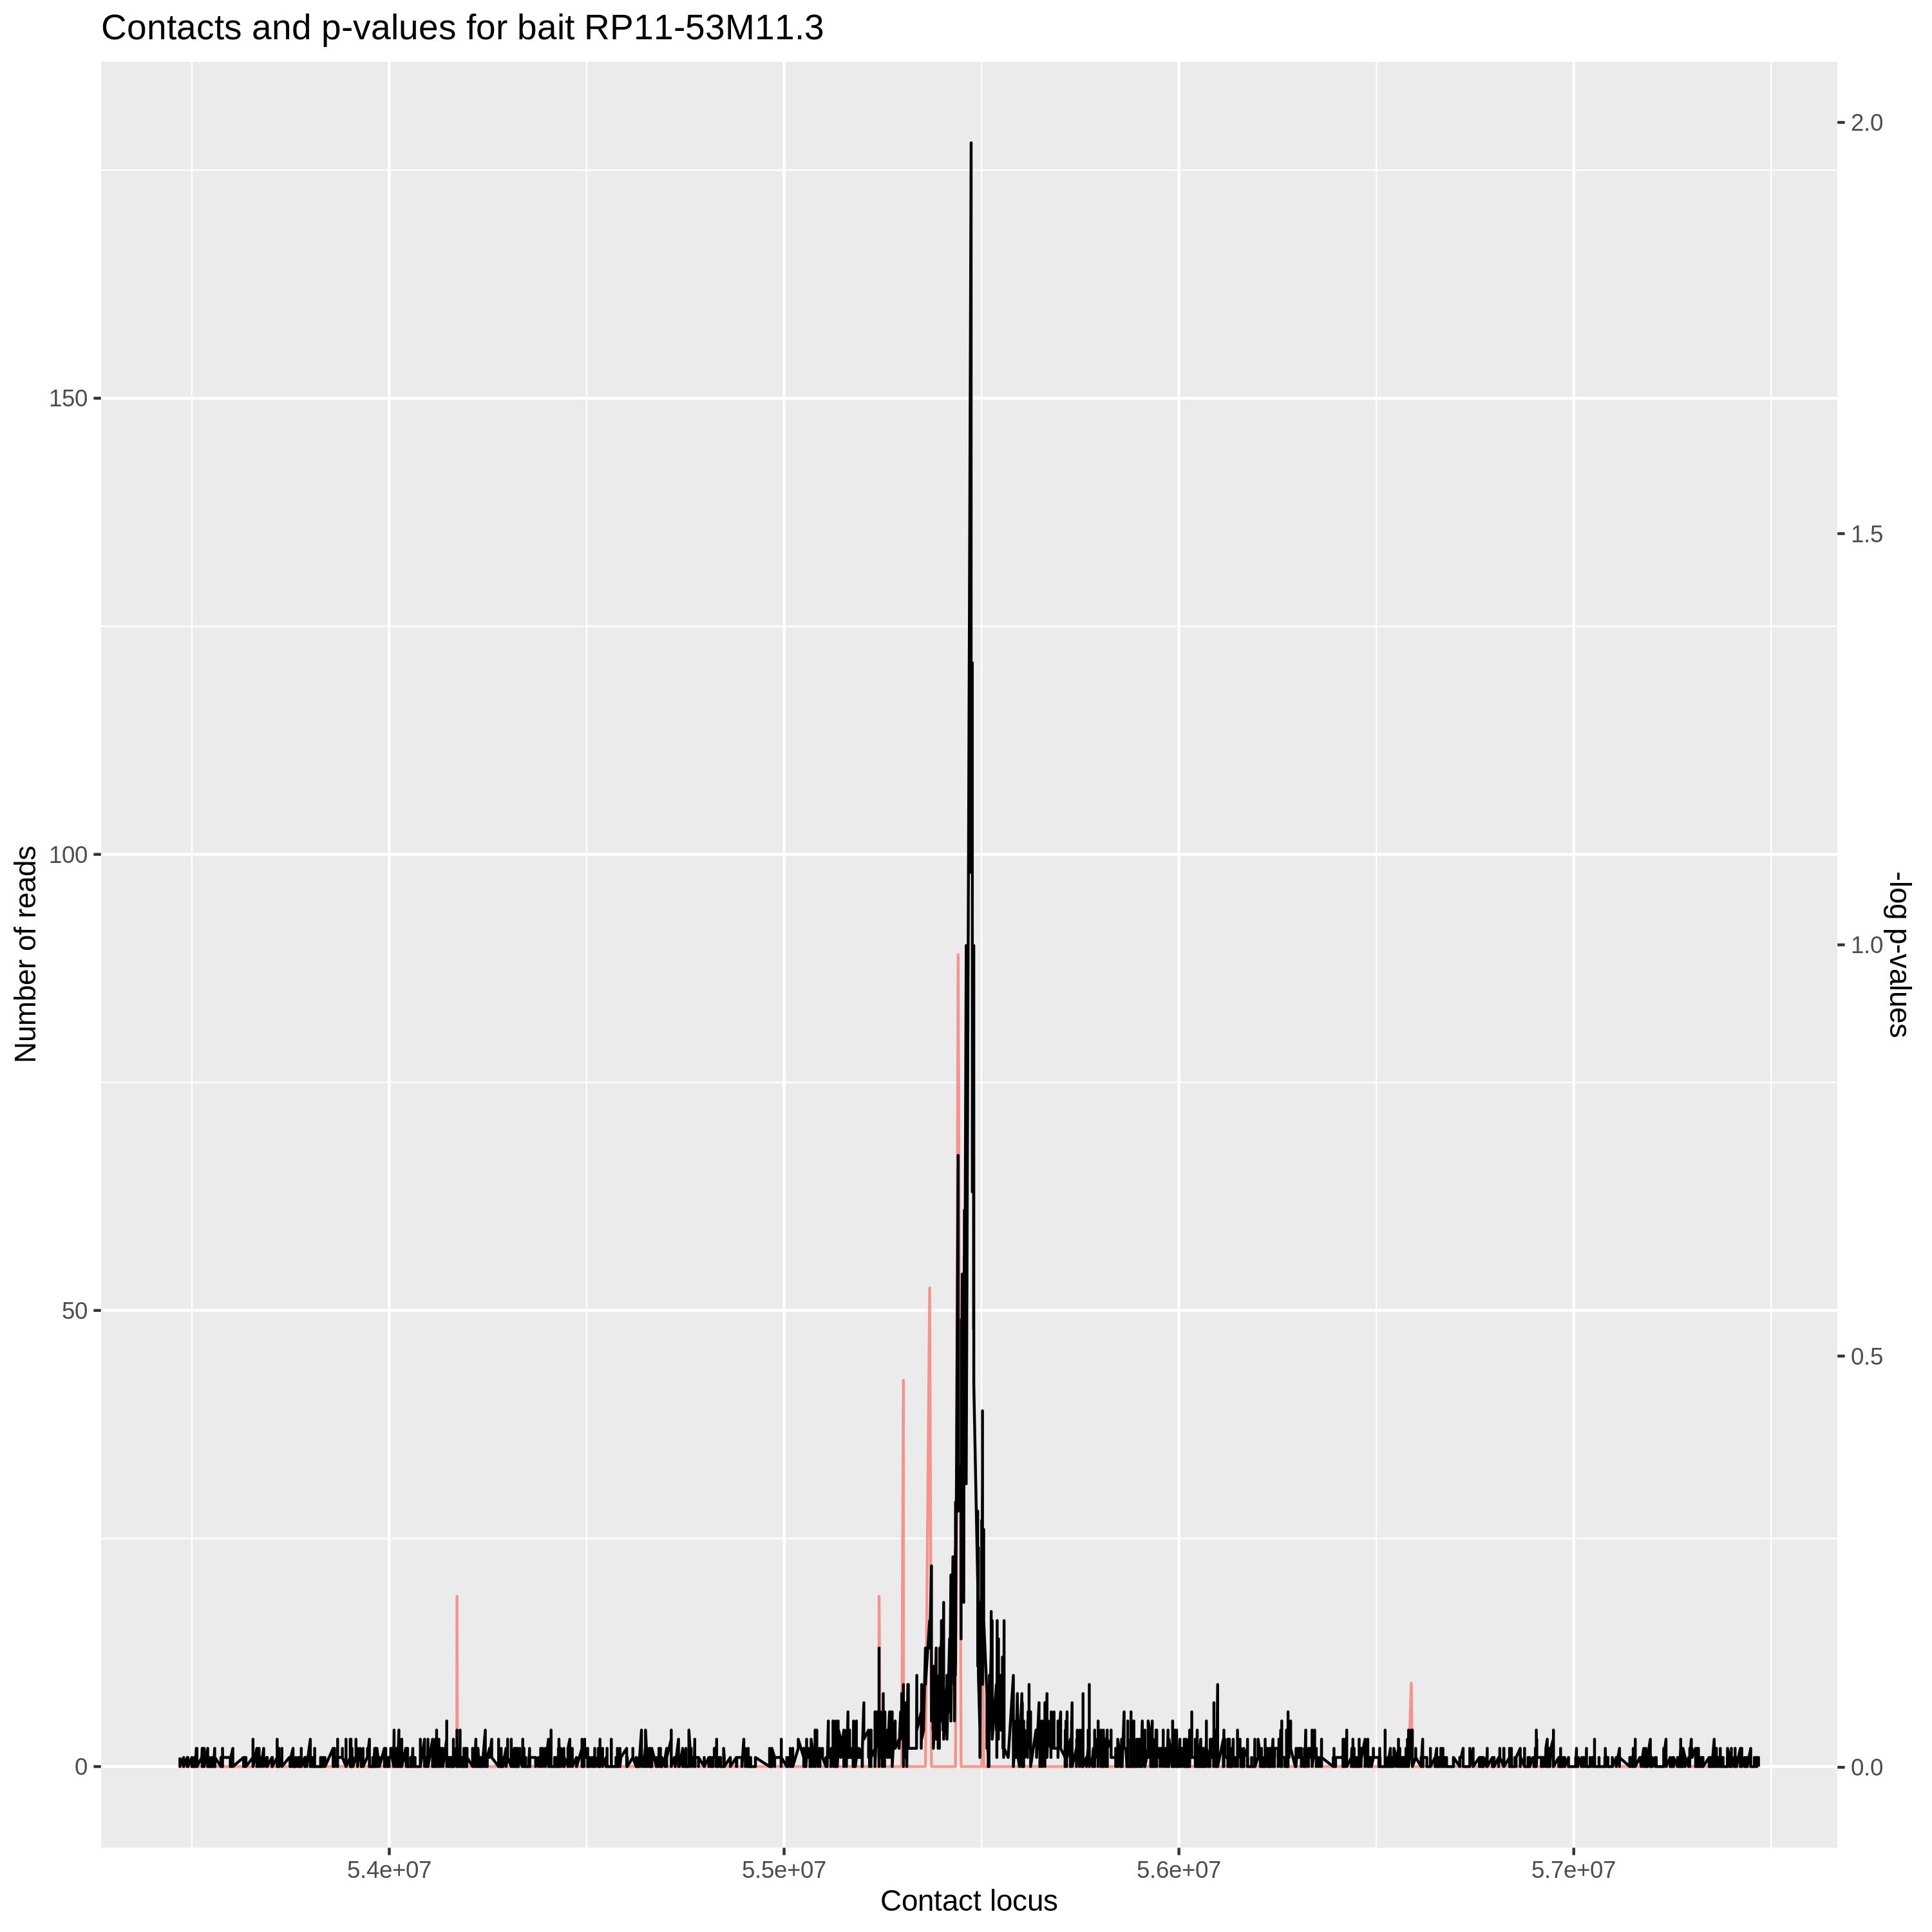 Contacts and p-values for bait RP11-53M11.3
Number of reads
150
100
50
0
2.0
1.5
1.0
0.5
0.0
-log p-values
5.4e+07
5.5e+07
5.6e+07
5.7e+07
Contact locus